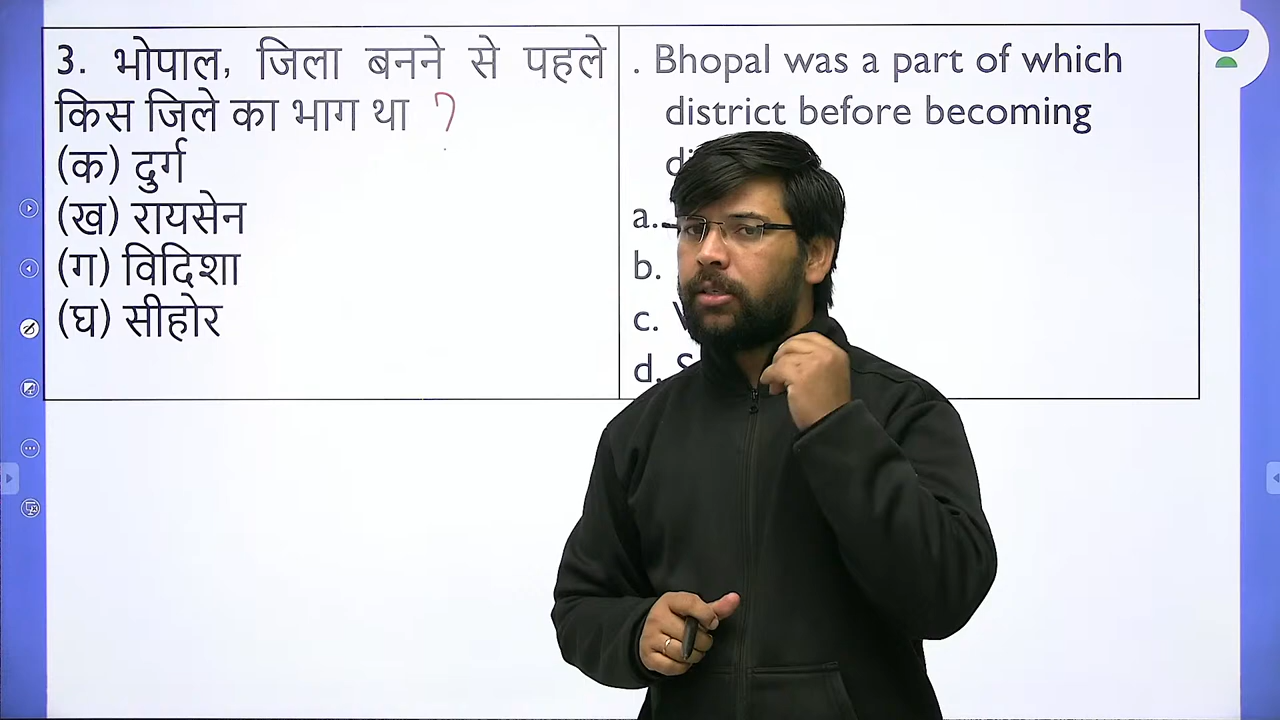 3. भोपाल, जिला बनने से पहले
किस जिले का भाग था ?
(क) दुर्ग
(ख) रायसेन
(ग) विदिशा
(घ) सीहोर
. Bhopal was a part of which
district before becoming
a.
b.
c.
d. S